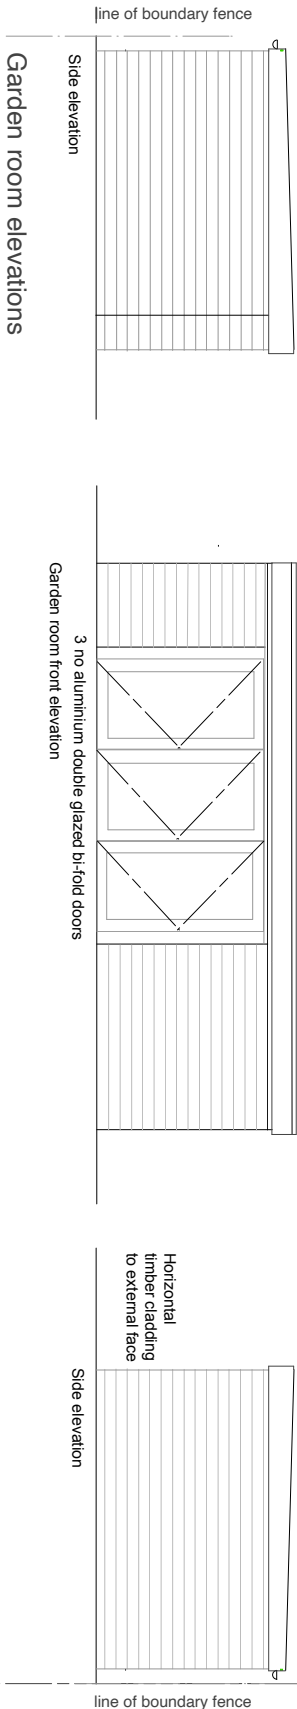 line of boundary fence
Side elevation
Garden room elevations
3 no aluminium double glazed bi-fold doors
Garden room front elevation
Horizontal
timber cladding
to external face
Side elevation
line of boundary fence